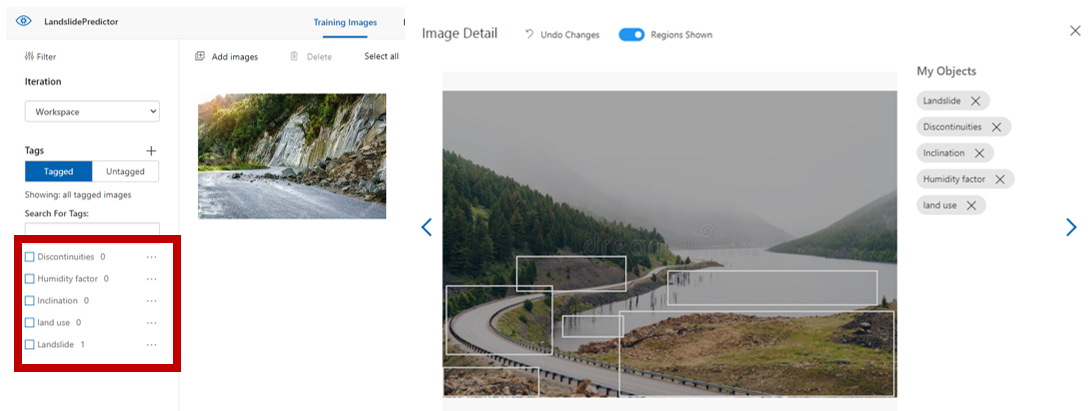 LandslidePredictor
Training Images
Filter
Iteration
Workspace
Tags
Tagged
Untagged
Showing: all tagged images
Search For Tags:
Discontinuities 0 ...
Humidity factor 0 ...
Inclination 0 ...
land use 0 ...
Landslide 1 ...
Add images
Delete
Select all
Image Detail
Undo Changes
Regions Shown
dreamstime
My Objects
Landslide
Discontinuities
Inclination
Humidity factor
land use